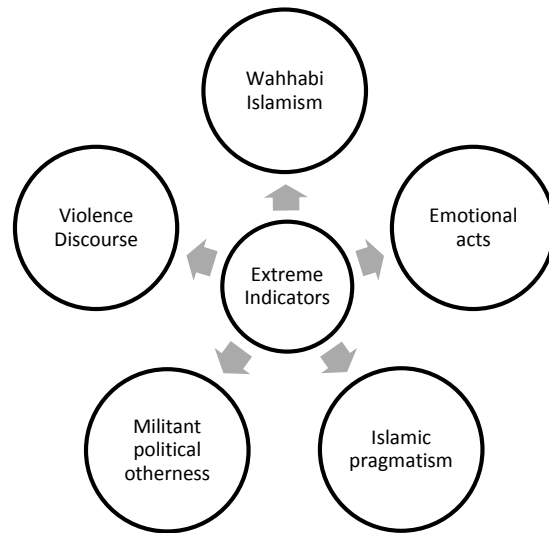 Wahhabi
Islamism
Emotional
acts
Islamic
pragmatism
Militant
political
otherness
Violence
Discourse
Extreme
Indicators